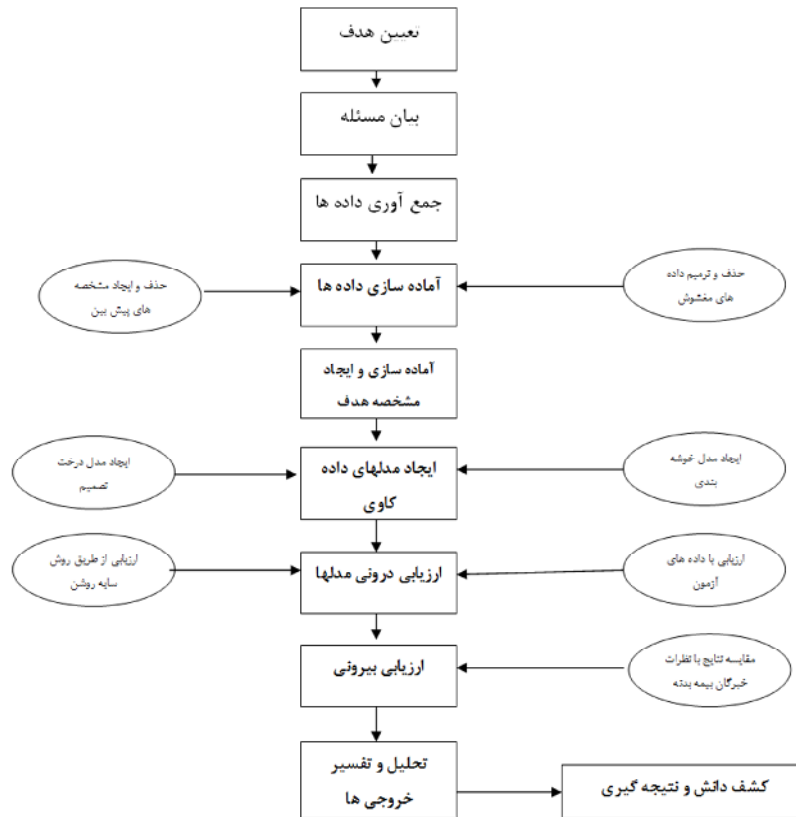 تعیین هدف
بیان مسئله
جمع آوری داده ها
حذف و ترمیم داده
های مغشوش
آماده سازی داده ها
حذف و ایجاد مشخصه
های پیش بین
آماده سازی و ایجاد
مشخصه هدف
ایجاد مدل خوشه
بندی
ایجاد مدلهای داده
کاوی
ایجاد مدل درخت
تصمیم
ارزیابی با داده های
آزمون
ارزیابی درونی مدلها
ارزیابی از طریق روش
سایه روشن
مقایسه نتایج با نظرات
خبرگان بیمه بدنه
ارزیابی بیرونی
تحلیل و تفسیر
خروجی ها
کشف دانش و نتیجه گیری